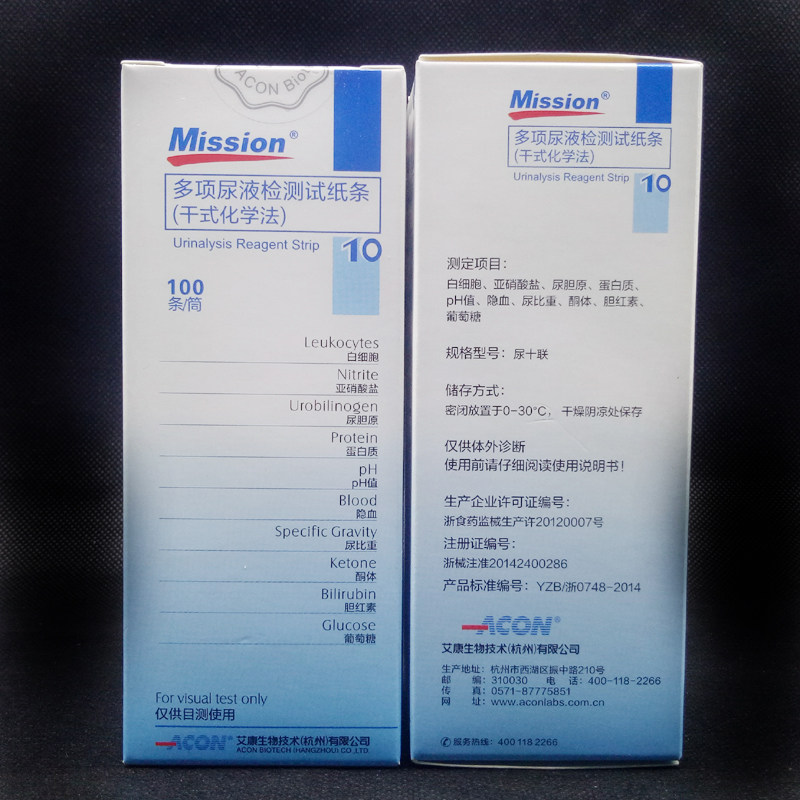 ACON Biot
Mission®
多项尿液检测试纸条
(干式化学法)
Urinalysis Reagent Strip 10
100
条/筒
Leukocytes
白细胞
Nitrite
亚硝酸盐
Urobilinogen
尿胆原
Protein
蛋白质
pH
pH值
Blood
隐血
Specific Gravity
尿比重
Ketone
酮体
Bilirubin
胆红素
Glucose
葡萄糖
For visual test only
仅供目测使用
ACON® 艾康生物技术(杭州)有限公司
ACON BIOTECH (HANGZHOU) CO.,LTD.
Mission®
多项尿液检测试纸条
(干式化学法)
Urinalysis Reagent Strip 10
测定项目：
白细胞、亚硝酸盐、尿胆原、蛋白质、
pH值、隐血、尿比重、酮体、胆红素、
葡萄糖
规格型号：尿十联
储存方式：
密闭放置于0-30°C，干燥阴凉处保存
仅供体外诊断
使用前请仔细阅读使用说明书！
生产企业许可证编号：
浙食药监械生产许20120007号
注册证编号：
浙械注准20142400286
产品标准编号：YZB/浙0748-2014
ACON®
艾康生物技术(杭州)有限公司
生产地址：杭州市西湖区振中路210号
邮 编：310030 电 话：400-118-2266
传 真：0571-87775851
网 址：www.aconlabs.com.cn
服务热线：400 118 2266